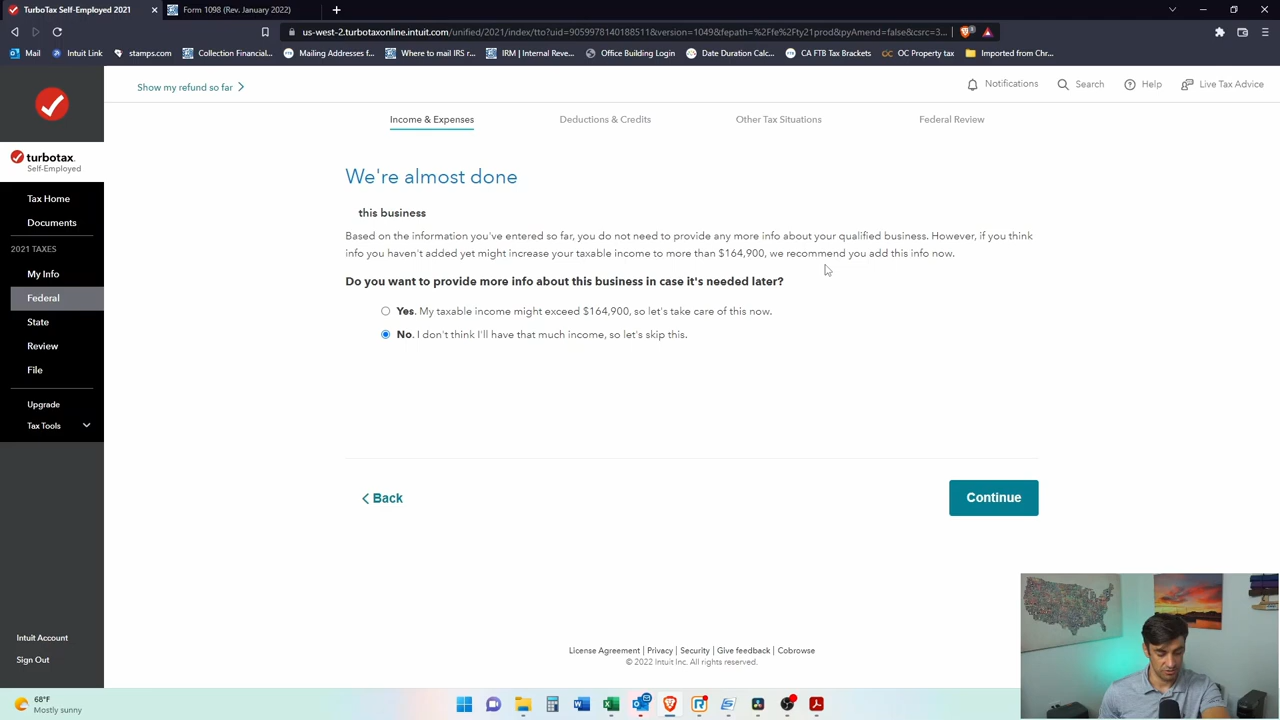 TurboTax Self-Employed 2021
Form 1098 (Rev. January 2022)
us-west-2.turbotaxonline.intuit.com/unified/2021/index/tto?uid=9059978140188511&version=1049&fepath=%2Ffe%2Fty21prod&pyAmend=false&csrc=3...
Mail
Intuit Link
stamps.com
Collection Financial...
Mailing Addresses f...
Where to mail IRS r...
IRM | Internal Reve...
Office Building Loan
Date Duration Calc...
CA FTB Tax Brackets
OC Property tax
Imported from Chr...
Show my refund so far
Notifications
Search
Help
Live Tax Advice
Income & Expenses
Deductions & Credits
Other Tax Situations
Federal Review
turbotax
Self-Employed
Tax Home
Documents
2021 TAXES
My Info
Federal
State
Review
File
Upgrade
Tax Tools
Intuit Account
Sign Out
We're almost done
this business
Based on the information you've entered so far, you do not need to provide any more info about your qualified business. However, if you think
info you haven't added yet might increase your taxable income to more than $164,900, we recommend you add this info now.
Do you want to provide more info about this business in case it's needed later?
Yes. My taxable income might exceed $164,900, so let's take care of this now.
No. I don't think I'll have that much income, so let's skip this.
Back
Continue
License Agreement | Privacy | Security | Give feedback | Cobrowse
© 2022 Intuit Inc. All rights reserved.
68°F
Mostly sunny